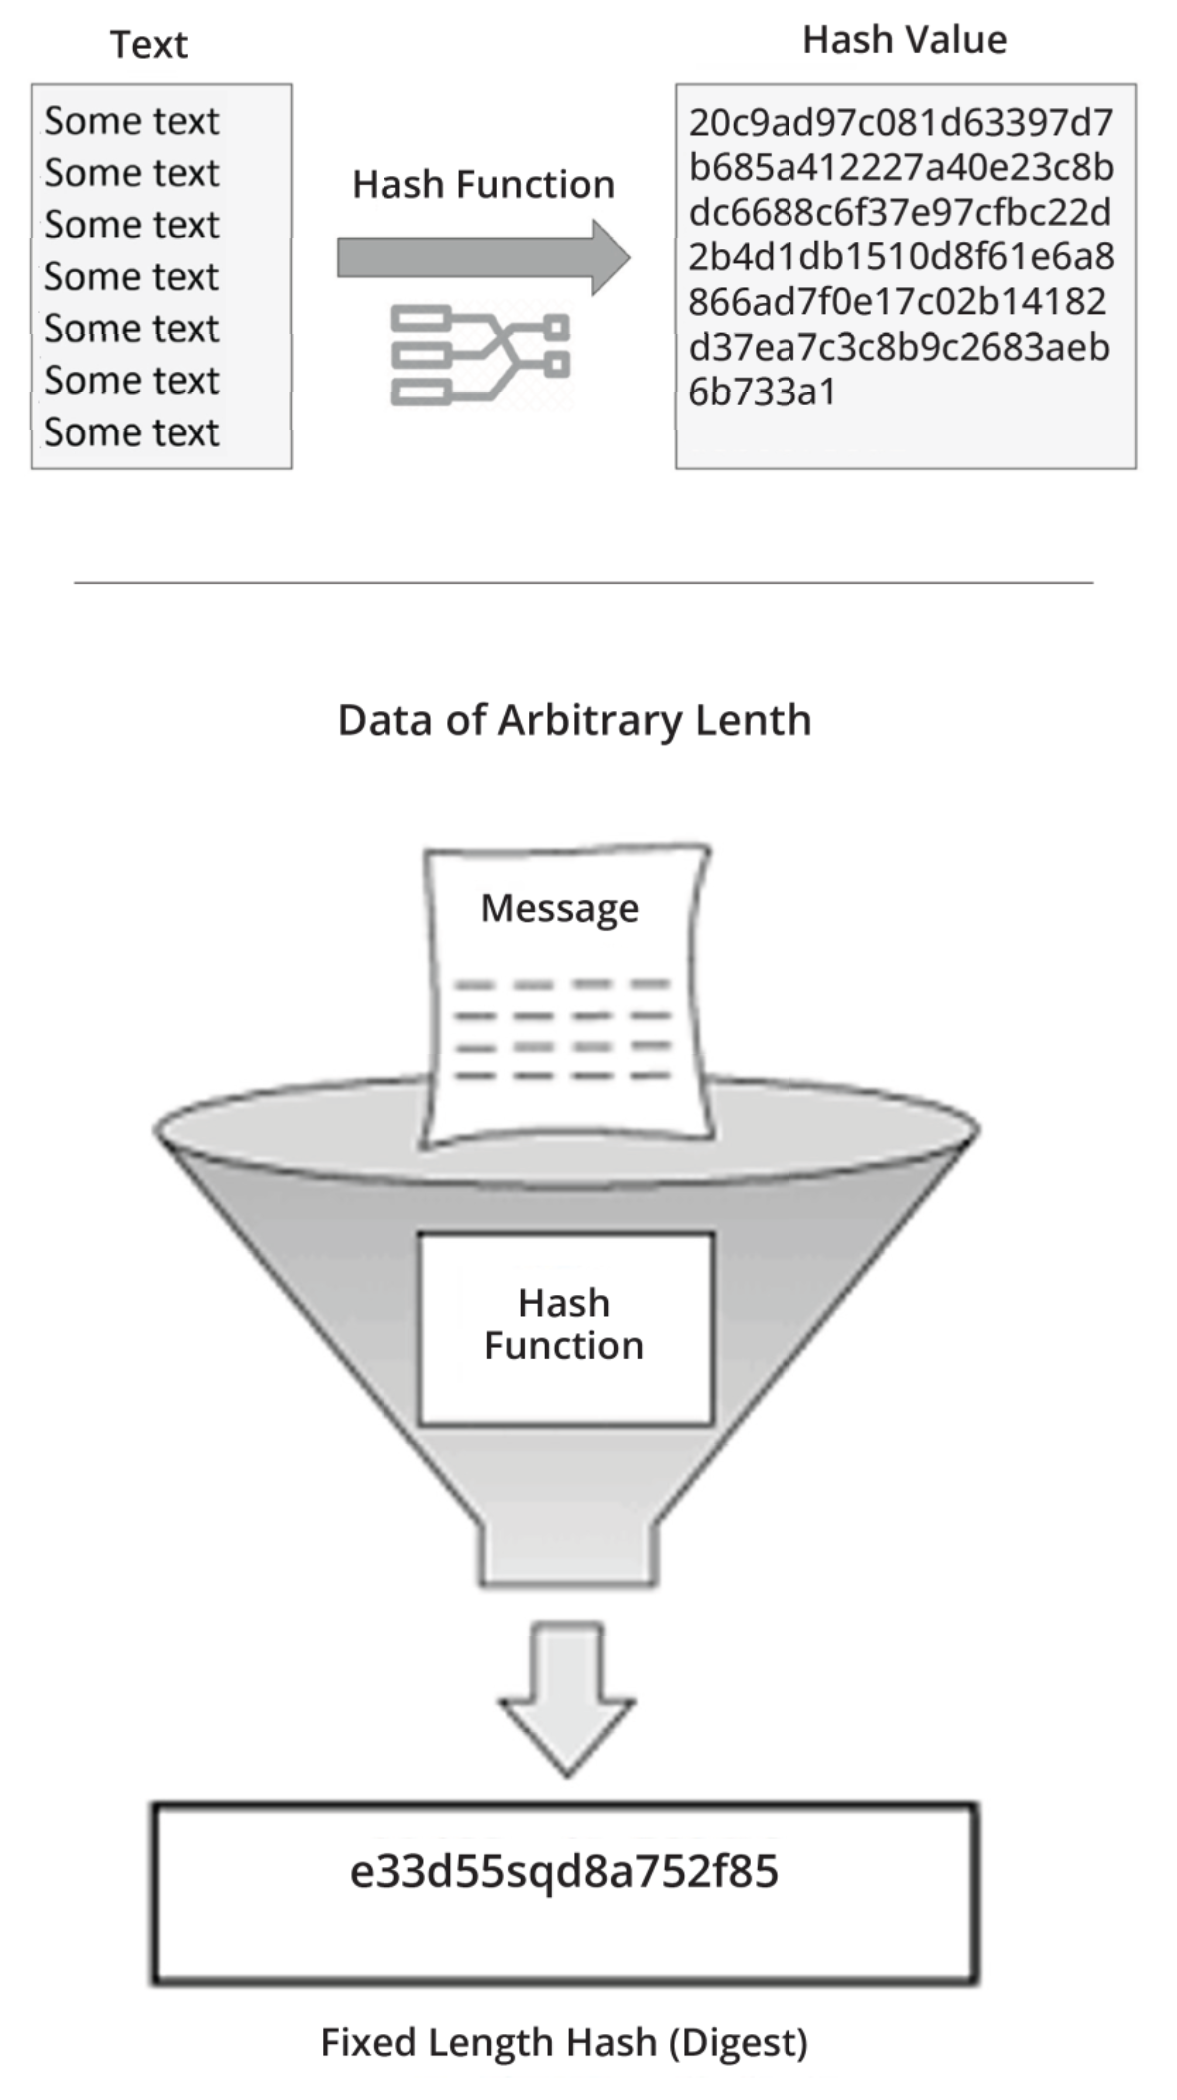 Text
Hash Value
Some text
Some text
Some text
Some text
Some text
Some text
Some text
Hash Function
20c9ad97c081d63397d7
b685a412227a40e23c8b
dc6688c6f37e97cfbc22d
2b4d1db1510d8f61e6a8
866ad7f0e17c02b14182
d37ea7c3c8b9c2683aeb
6b733a1
Data of Arbitrary Lenth
Message
Hash
Function
e33d55sqd8a752f85
Fixed Length Hash (Digest)